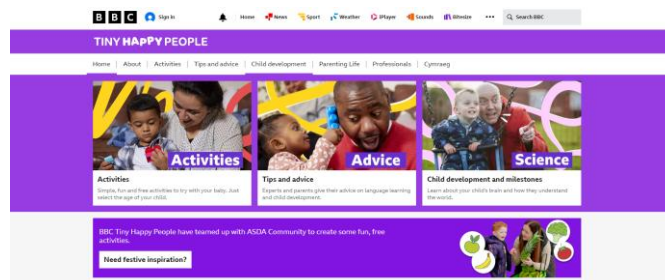 BBC Sign in Home News Sport Weather iPlayer Sounds Bitesize Search BBC
TINY HAPPY PEOPLE
Home | About | Activities | Tips and advice | Child development | Parenting Life | Professionals | Cymraeg
Activities Advice Science
Activities
Simple, fun and free activities to try with your baby. Just
select the age of your child.
Tips and advice
Experts and parents give their advice on language learning
and child development.
Child development and milestones
Learn about your child's brain and how they understand
the world.
BBC Tiny Happy People have teamed up with ASDA Community to create some fun, free
activities.
Need festive inspiration?